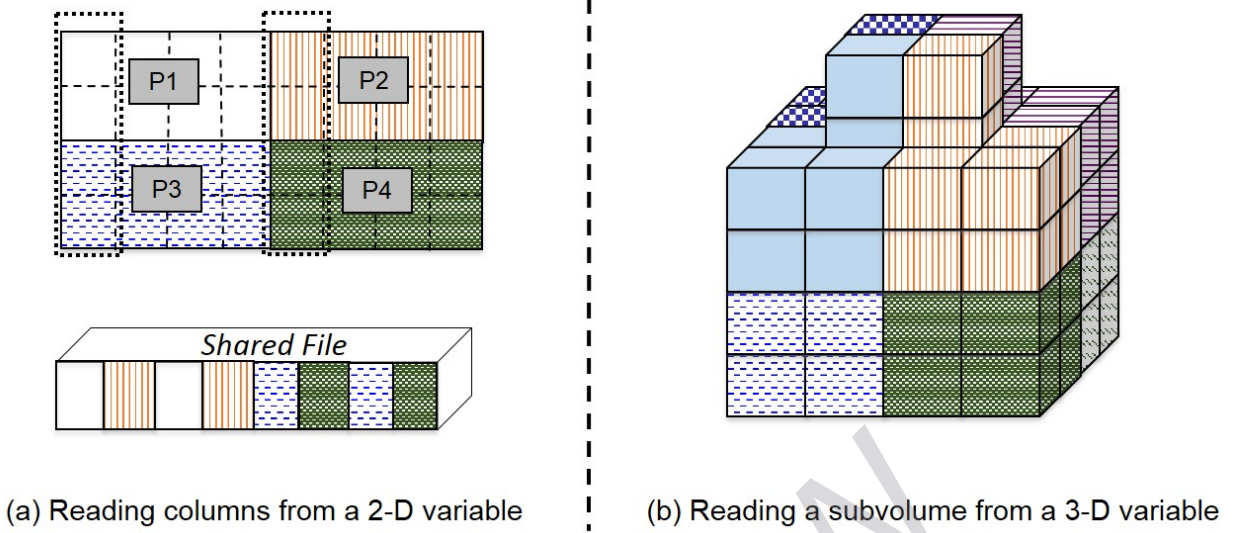 P1
P2
P3
P4
Shared File
(a) Reading columns from a 2-D variable
(b) Reading a subvolume from a 3-D variable